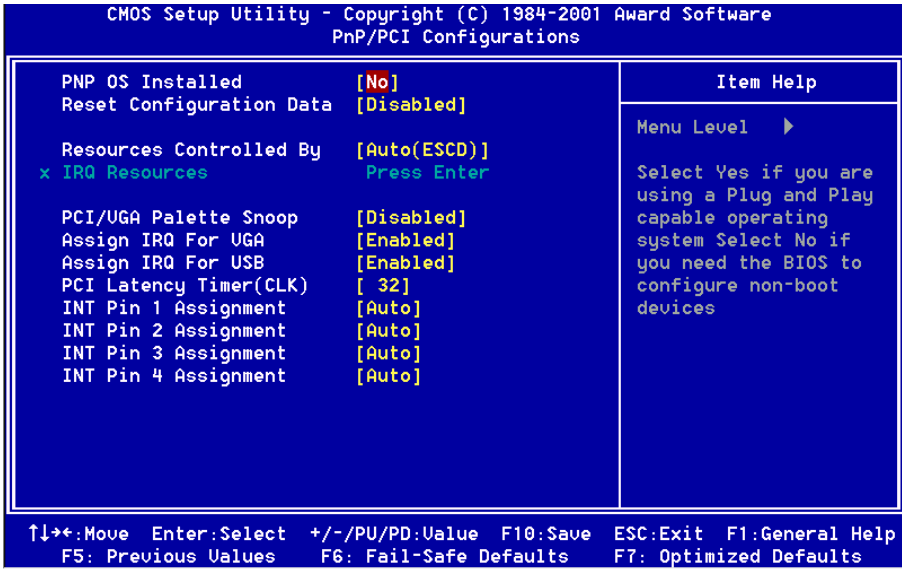 CMOS Setup Utility - Copyright (C) 1984-2001 Award Software
PnP/PCI Configurations
PNP OS Installed [No]
Reset Configuration Data [Disabled]
Resources Controlled By [Auto(ESCD)]
x IRQ Resources Press Enter
PCI/VGA Palette Snoop [Disabled]
Assign IRQ For VGA [Enabled]
Assign IRQ For USB [Enabled]
PCI Latency Timer(CLK) [ 32]
INT Pin 1 Assignment [Auto]
INT Pin 2 Assignment [Auto]
INT Pin 3 Assignment [Auto]
INT Pin 4 Assignment [Auto]
Item Help
Menu Level ▶
Select Yes if you are
using a Plug and Play
capable operating
system Select No if
you need the BIOS to
configure non-boot
devices
↑↓→←:Move Enter:Select +/-/PU/PD:Value F10:Save ESC:Exit F1:General Help
F5: Previous Values F6: Fail-Safe Defaults F7: Optimized Defaults